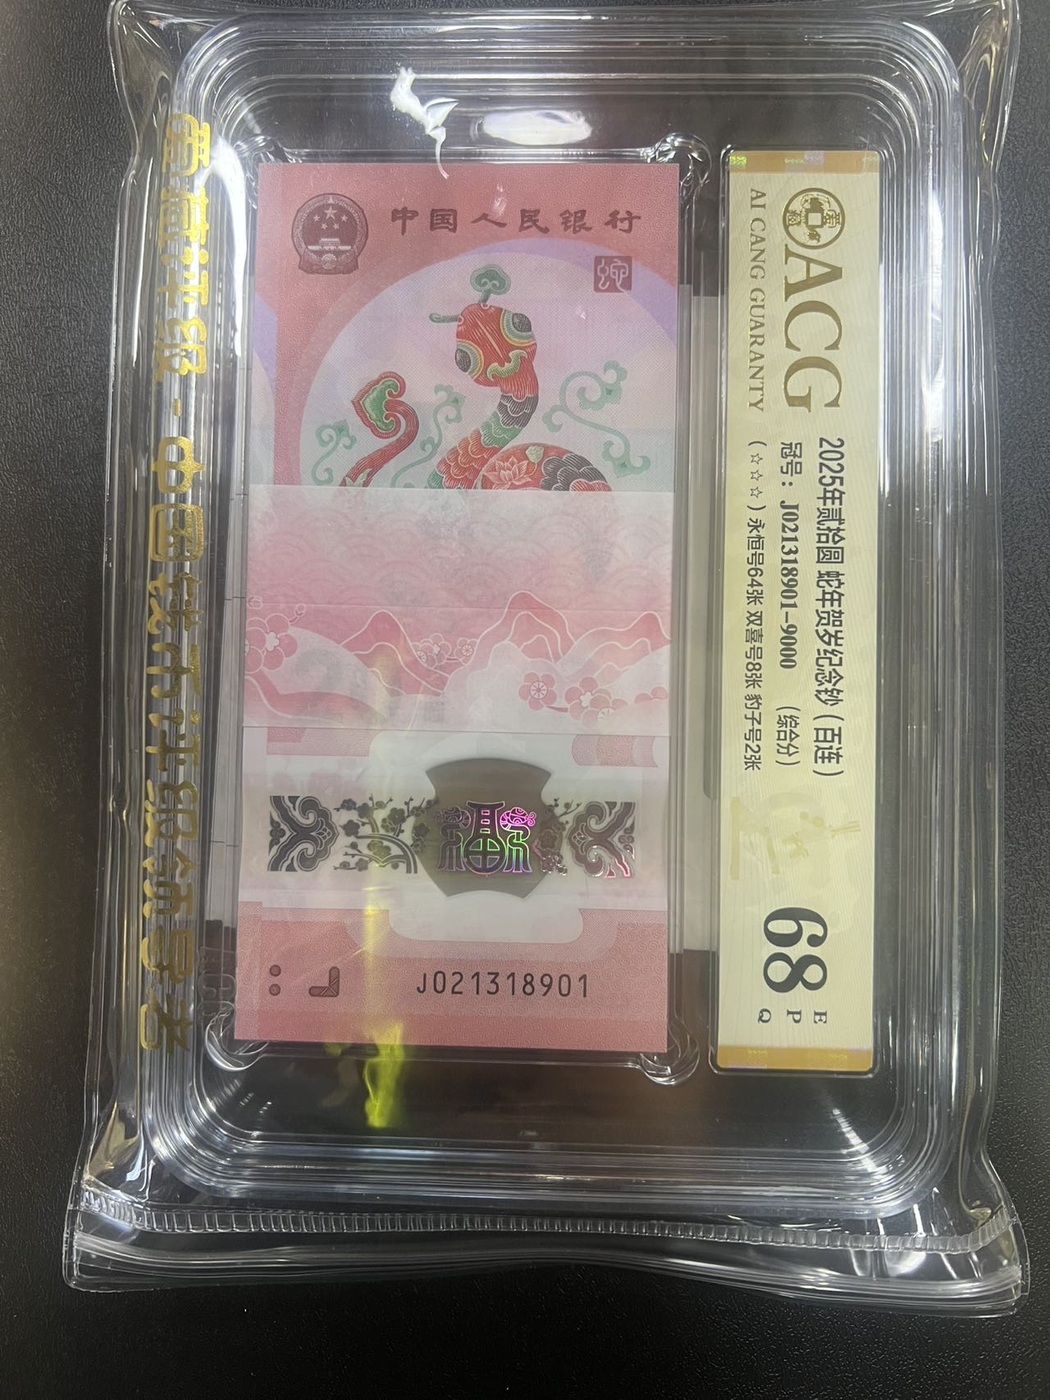 中国人民银行
J021318901
ACG
AI CANG GUARANTY
2025年贰拾圆 蛇年贺岁纪念钞(百连)
冠号：J021318901-9000 (综合分)
(☆☆☆) 永恒号64张 双喜号8张 豹子号2张
68
E
P
Q
爱藏评级·中国钱币评级领导者
福